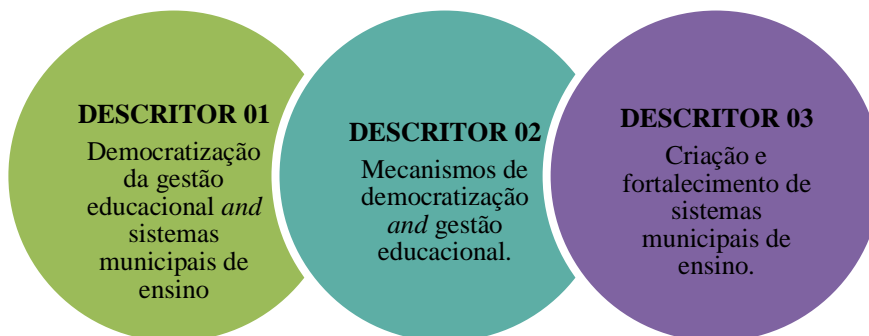 DESCRITOR 01
Democratização
da gestão
educacional and
sistemas
municipais de
ensino
DESCRITOR 02
Mecanismos de
democratização
and gestão
educacional.
DESCRITOR 03
Criação e
fortalecimento de
sistemas
municipais de
ensino.